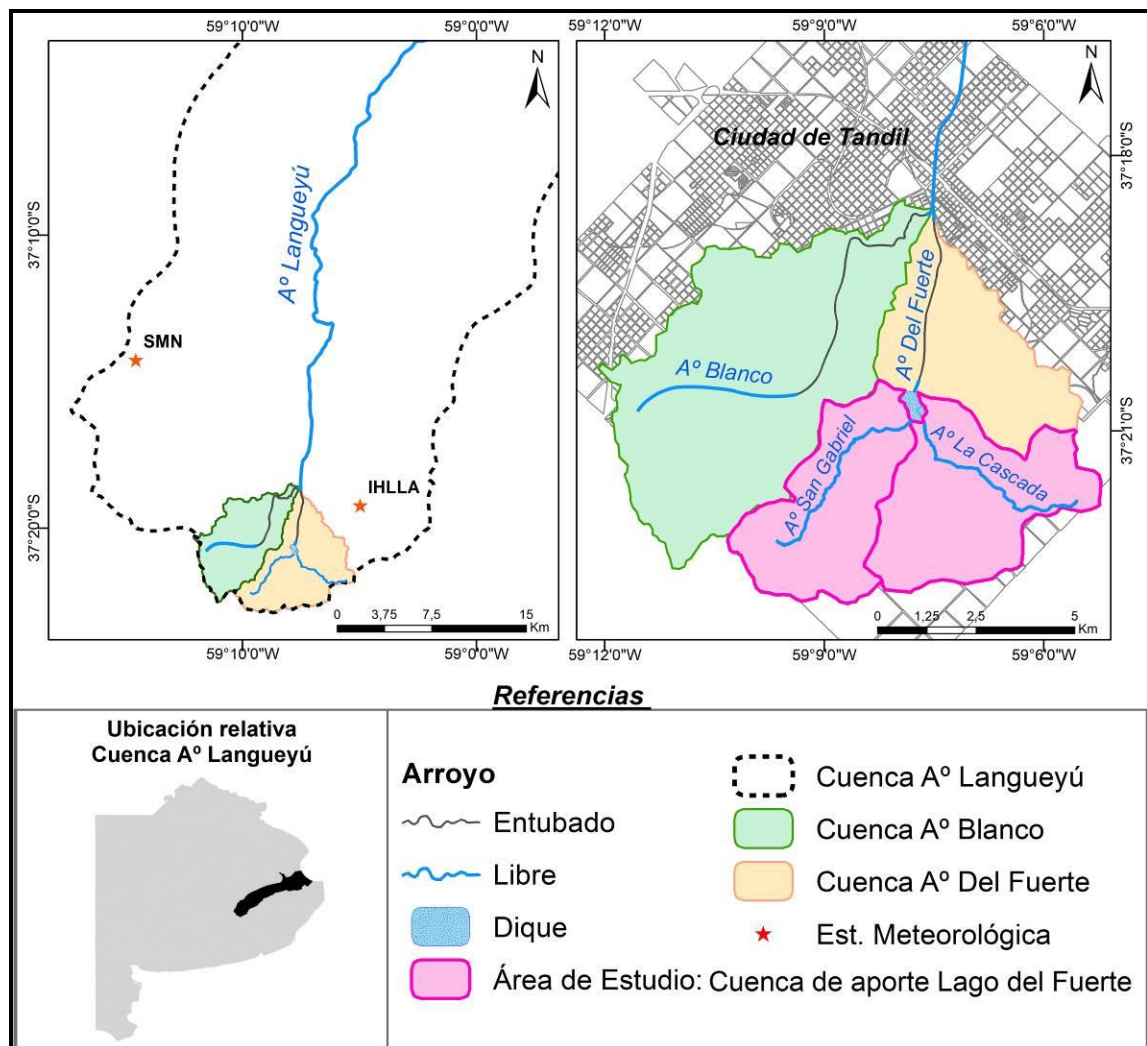 59°10'0"W
59°0'0"W
37°10'0"S
37°20'0"S
N
Aº Langueyú
SMN
IHLLA
0
3,75
7,5
15
Km
59°10'0"W
59°0'0"W
59°12'0"W
59°9'0"W
59°6'0"W
N
Ciudad de Tandil
37°18'0"S
37°21'0"S
Aº Blanco
Aº Del Fuerte
Aº San Gabriel
Aº La Cascada
0
1,25
2,5
5
Km
59°12'0"W
59°9'0"W
59°6'0"W
Referencias
Ubicación relativa
Cuenca Aº Langueyú
Arroyo
Entubado
Libre
Dique
Área de Estudio: Cuenca de aporte Lago del Fuerte
Cuenca Aº Langueyú
Cuenca Aº Blanco
Cuenca Aº Del Fuerte
Est. Meteorológica